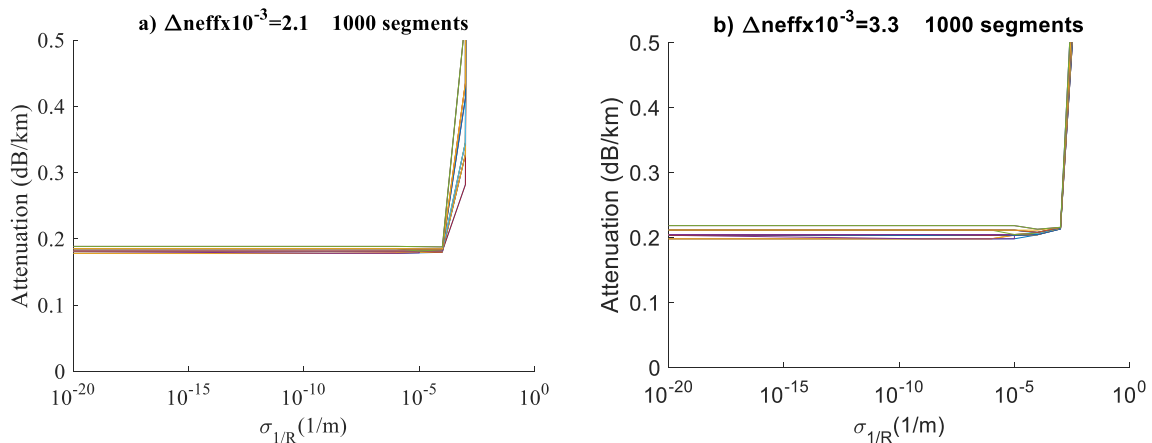 a) Δneffx10⁻³=2.1 1000 segments
0.5
0.4
0.3
0.2
0.1
0
Attenuation (dB/km)
10⁻²⁰ 10⁻¹⁵ 10⁻¹⁰ 10⁻⁵ 10⁰
σ1/R(1/m)
b) Δneffx10⁻³=3.3 1000 segments
0.5
0.4
0.3
0.2
0.1
0
Attenuation (dB/km)
10⁻²⁰ 10⁻¹⁵ 10⁻¹⁰ 10⁻⁵ 10⁰
σ1/R(1/m)